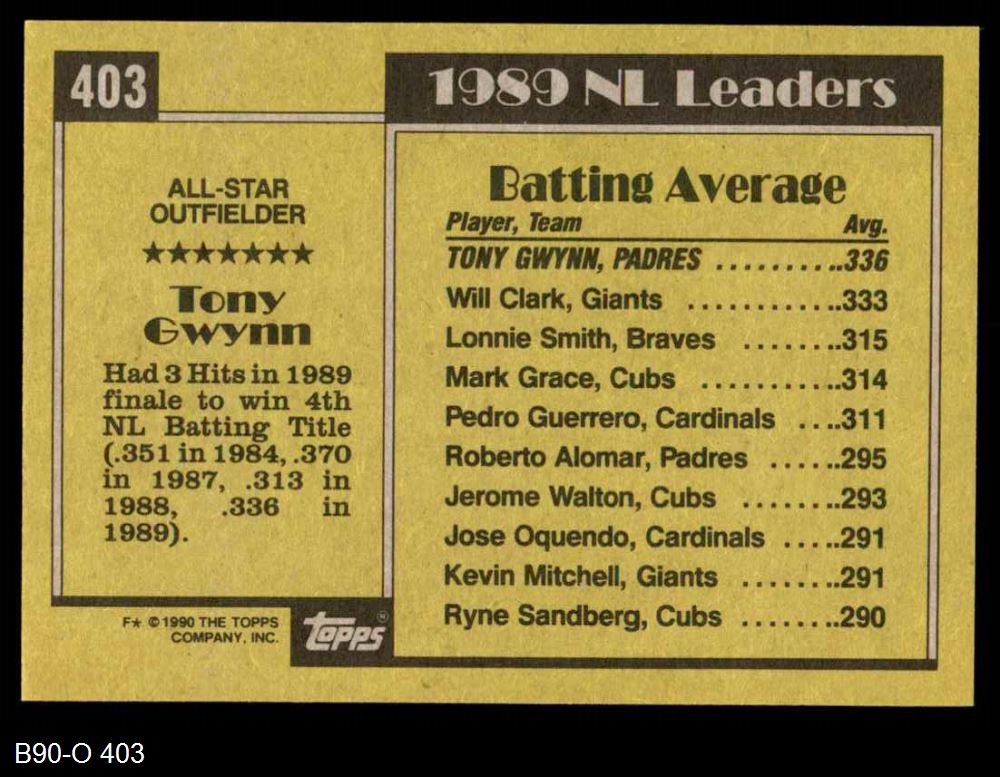 403
ALL-STAR
OUTFIELDER
★★★★★★★
Tony
Gwynn
Had 3 Hits in 1989
finale to win 4th
NL Batting Title
(.351 in 1984, .370
in 1987, .313 in
1988, .336 in
1989).
F★ © 1990 THE TOPPS
COMPANY, INC.
topps
1989 NL Leaders
Batting Average
Player, Team Avg.
TONY GWYNN, PADRES ..........336
Will Clark, Giants ............333
Lonnie Smith, Braves ........315
Mark Grace, Cubs ...........314
Pedro Guerrero, Cardinals ....311
Roberto Alomar, Padres ......295
Jerome Walton, Cubs ........293
Jose Oquendo, Cardinals .....291
Kevin Mitchell, Giants ........291
Ryne Sandberg, Cubs ........290
B90-O 403